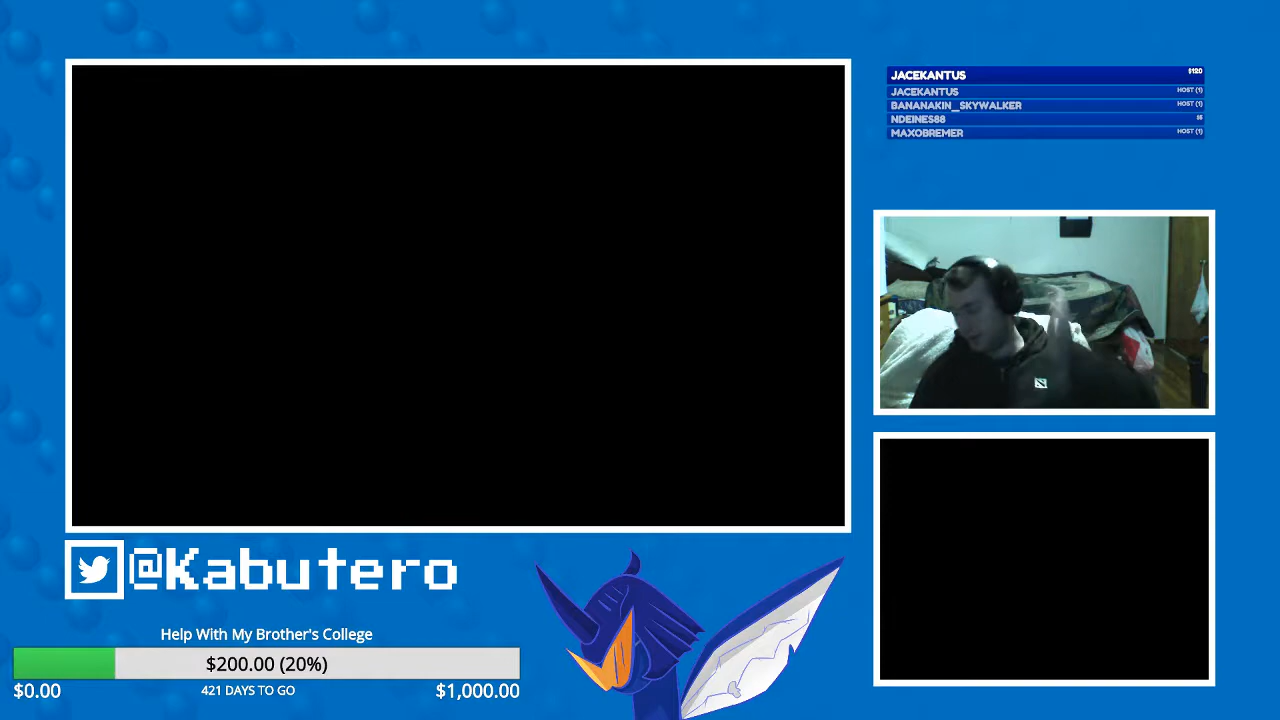 JACEKANTUS $120
JACEKANTUS HOST (1)
BANANAKIN_SKYWALKER HOST (1)
NDEINES88 $5
MAXOBREMER HOST (1)
@Kabutero
Help With My Brother's College
$200.00 (20%)
$0.00 421 DAYS TO GO $1,000.00